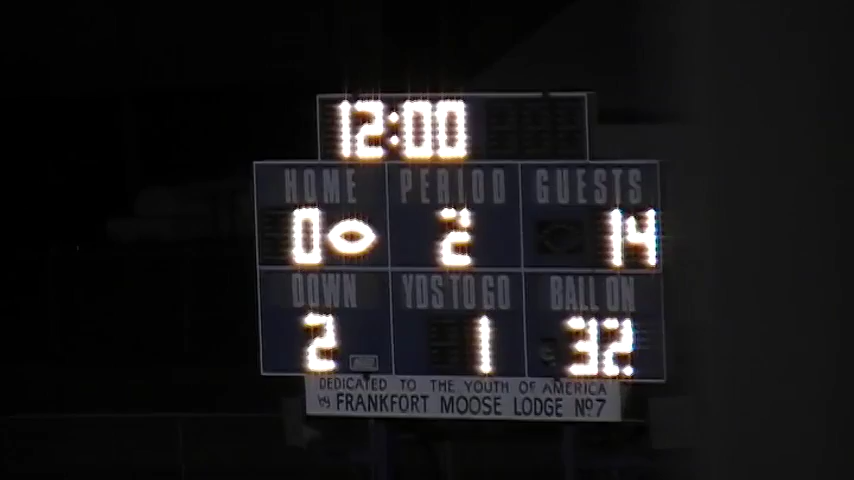 12:00
HOME PERIOD GUESTS
0 2 14
DOWN YDS TO GO BALL ON
2 1 32
DEDICATED TO THE YOUTH OF AMERICA
by FRANKFORT MOOSE LODGE Nº7